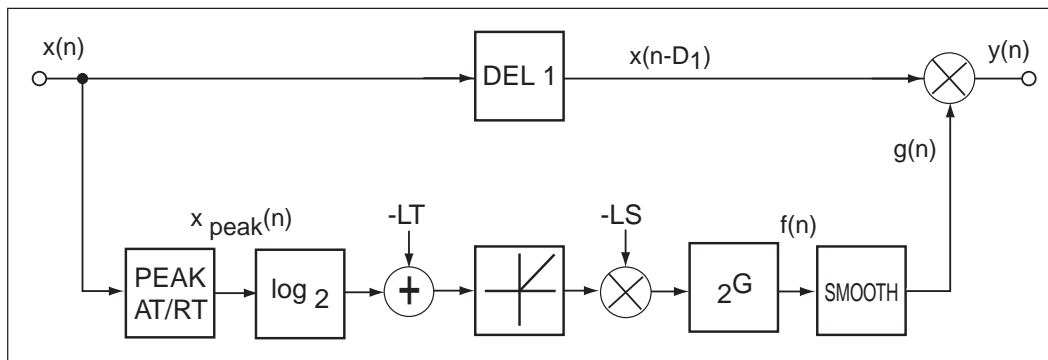 x(n)
DEL 1
x(n-D1)
y(n)
g(n)
x peak(n)
-LT
-LS
f(n)
PEAK
AT/RT
log 2
+
2G
SMOOTH